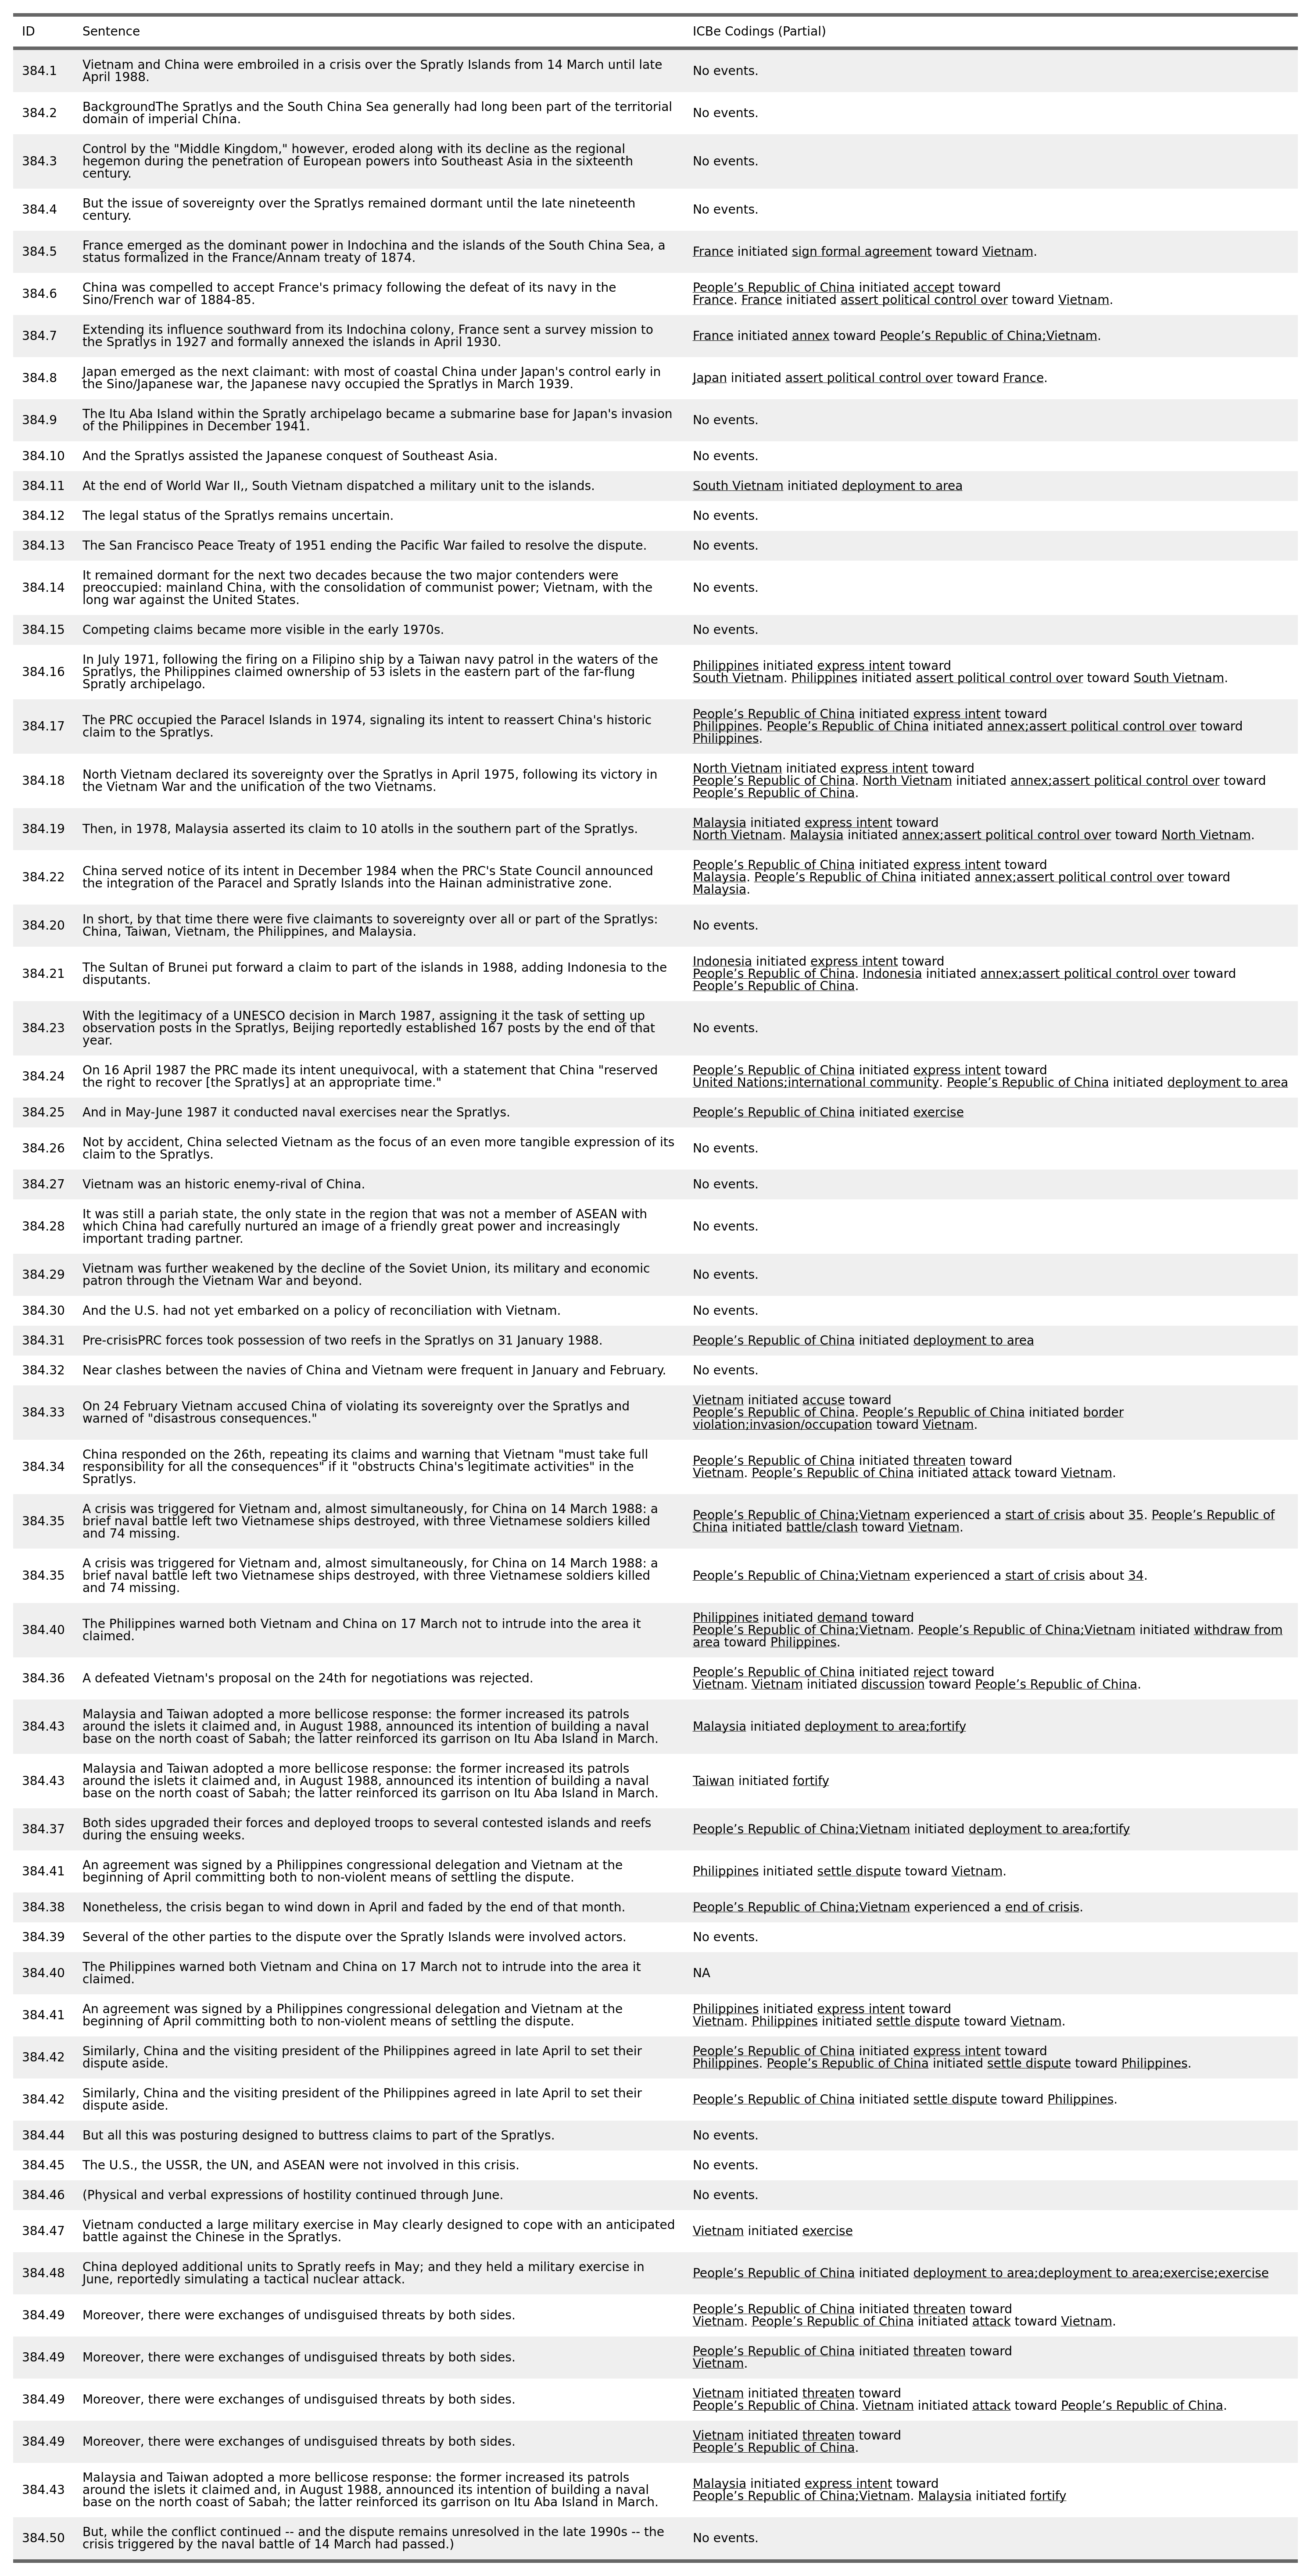 ID Sentence ICBe Codings (Partial)
384.1 Vietnam and China were embroiled in a crisis over the Spratly Islands from 14 March until late
April 1988.
No events.
384.2 BackgroundThe Spratlys and the South China Sea generally had long been part of the territorial
domain of imperial China.
No events.
384.3 Control by the "Middle Kingdom," however, eroded along with its decline as the regional
hegemon during the penetration of European powers into Southeast Asia in the sixteenth
century.
No events.
384.4 But the issue of sovereignty over the Spratlys remained dormant until the late nineteenth
century.
No events.
384.5 France emerged as the dominant power in Indochina and the islands of the South China Sea, a
status formalized in the France/Annam treaty of 1874.
France initiated sign formal agreement toward Vietnam.
384.6 China was compelled to accept France's primacy following the defeat of its navy in the
Sino/French war of 1884-85.
People’s Republic of China initiated accept toward
France. France initiated assert political control over toward Vietnam.
384.7 Extending its influence southward from its Indochina colony, France sent a survey mission to
the Spratlys in 1927 and formally annexed the islands in April 1930.
France initiated annex toward People’s Republic of China;Vietnam.
384.8 Japan emerged as the next claimant: with most of coastal China under Japan's control early in
the Sino/Japanese war, the Japanese navy occupied the Spratlys in March 1939.
Japan initiated assert political control over toward France.
384.9 The Itu Aba Island within the Spratly archipelago became a submarine base for Japan's invasion
of the Philippines in December 1941.
No events.
384.10 And the Spratlys assisted the Japanese conquest of Southeast Asia.
No events.
384.11 At the end of World War II,, South Vietnam dispatched a military unit to the islands.
South Vietnam initiated deployment to area
384.12 The legal status of the Spratlys remains uncertain.
No events.
384.13 The San Francisco Peace Treaty of 1951 ending the Pacific War failed to resolve the dispute.
No events.
384.14 It remained dormant for the next two decades because the two major contenders were
preoccupied: mainland China, with the consolidation of communist power; Vietnam, with the
long war against the United States.
No events.
384.15 Competing claims became more visible in the early 1970s.
No events.
384.16 In July 1971, following the firing on a Filipino ship by a Taiwan navy patrol in the waters of the
Spratlys, the Philippines claimed ownership of 53 islets in the eastern part of the far-flung
Spratly archipelago.
Philippines initiated express intent toward
South Vietnam. Philippines initiated assert political control over toward South Vietnam.
384.17 The PRC occupied the Paracel Islands in 1974, signaling its intent to reassert China's historic
claim to the Spratlys.
People’s Republic of China initiated express intent toward
Philippines. People’s Republic of China initiated annex;assert political control over toward
Philippines.
384.18 North Vietnam declared its sovereignty over the Spratlys in April 1975, following its victory in
the Vietnam War and the unification of the two Vietnams.
North Vietnam initiated express intent toward
People’s Republic of China. North Vietnam initiated annex;assert political control over toward
People’s Republic of China.
384.19 Then, in 1978, Malaysia asserted its claim to 10 atolls in the southern part of the Spratlys.
Malaysia initiated express intent toward
North Vietnam. Malaysia initiated annex;assert political control over toward North Vietnam.
384.22 China served notice of its intent in December 1984 when the PRC's State Council announced
the integration of the Paracel and Spratly Islands into the Hainan administrative zone.
People’s Republic of China initiated express intent toward
Malaysia. People’s Republic of China initiated annex;assert political control over toward
Malaysia.
384.20 In short, by that time there were five claimants to sovereignty over all or part of the Spratlys:
China, Taiwan, Vietnam, the Philippines, and Malaysia.
No events.
384.21 The Sultan of Brunei put forward a claim to part of the islands in 1988, adding Indonesia to the
disputants.
Indonesia initiated express intent toward
People’s Republic of China. Indonesia initiated annex;assert political control over toward
People’s Republic of China.
384.23 With the legitimacy of a UNESCO decision in March 1987, assigning it the task of setting up
observation posts in the Spratlys, Beijing reportedly established 167 posts by the end of that
year.
No events.
384.24 On 16 April 1987 the PRC made its intent unequivocal, with a statement that China "reserved
the right to recover [the Spratlys] at an appropriate time."
People’s Republic of China initiated express intent toward
United Nations;international community. People’s Republic of China initiated deployment to area
384.25 And in May-June 1987 it conducted naval exercises near the Spratlys.
People’s Republic of China initiated exercise
384.26 Not by accident, China selected Vietnam as the focus of an even more tangible expression of its
claim to the Spratlys.
No events.
384.27 Vietnam was an historic enemy-rival of China.
No events.
384.28 It was still a pariah state, the only state in the region that was not a member of ASEAN with
which China had carefully nurtured an image of a friendly great power and increasingly
important trading partner.
No events.
384.29 Vietnam was further weakened by the decline of the Soviet Union, its military and economic
patron through the Vietnam War and beyond.
No events.
384.30 And the U.S. had not yet embarked on a policy of reconciliation with Vietnam.
No events.
384.31 Pre-crisisPRC forces took possession of two reefs in the Spratlys on 31 January 1988.
People’s Republic of China initiated deployment to area
384.32 Near clashes between the navies of China and Vietnam were frequent in January and February.
No events.
384.33 On 24 February Vietnam accused China of violating its sovereignty over the Spratlys and
warned of "disastrous consequences."
Vietnam initiated accuse toward
People’s Republic of China. People’s Republic of China initiated border
violation;invasion/occupation toward Vietnam.
384.34 China responded on the 26th, repeating its claims and warning that Vietnam "must take full
responsibility for all the consequences" if it "obstructs China's legitimate activities" in the
Spratlys.
People’s Republic of China initiated threaten toward
Vietnam. People’s Republic of China initiated attack toward Vietnam.
384.35 A crisis was triggered for Vietnam and, almost simultaneously, for China on 14 March 1988: a
brief naval battle left two Vietnamese ships destroyed, with three Vietnamese soldiers killed
and 74 missing.
People’s Republic of China;Vietnam experienced a start of crisis about 35. People’s Republic of
China initiated battle/clash toward Vietnam.
384.35 A crisis was triggered for Vietnam and, almost simultaneously, for China on 14 March 1988: a
brief naval battle left two Vietnamese ships destroyed, with three Vietnamese soldiers killed
and 74 missing.
People’s Republic of China;Vietnam experienced a start of crisis about 34.
384.40 The Philippines warned both Vietnam and China on 17 March not to intrude into the area it
claimed.
Philippines initiated demand toward
People’s Republic of China;Vietnam. People’s Republic of China;Vietnam initiated withdraw from
area toward Philippines.
384.36 A defeated Vietnam's proposal on the 24th for negotiations was rejected.
People’s Republic of China initiated reject toward
Vietnam. Vietnam initiated discussion toward People’s Republic of China.
384.43 Malaysia and Taiwan adopted a more bellicose response: the former increased its patrols
around the islets it claimed and, in August 1988, announced its intention of building a naval
base on the north coast of Sabah; the latter reinforced its garrison on Itu Aba Island in March.
Malaysia initiated deployment to area;fortify
384.43 Malaysia and Taiwan adopted a more bellicose response: the former increased its patrols
around the islets it claimed and, in August 1988, announced its intention of building a naval
base on the north coast of Sabah; the latter reinforced its garrison on Itu Aba Island in March.
Taiwan initiated fortify
384.37 Both sides upgraded their forces and deployed troops to several contested islands and reefs
during the ensuing weeks.
People’s Republic of China;Vietnam initiated deployment to area;fortify
384.41 An agreement was signed by a Philippines congressional delegation and Vietnam at the
beginning of April committing both to non-violent means of settling the dispute.
Philippines initiated settle dispute toward Vietnam.
384.38 Nonetheless, the crisis began to wind down in April and faded by the end of that month.
People’s Republic of China;Vietnam experienced a end of crisis.
384.39 Several of the other parties to the dispute over the Spratly Islands were involved actors.
No events.
384.40 The Philippines warned both Vietnam and China on 17 March not to intrude into the area it
claimed.
NA
384.41 An agreement was signed by a Philippines congressional delegation and Vietnam at the
beginning of April committing both to non-violent means of settling the dispute.
Philippines initiated express intent toward
Vietnam. Philippines initiated settle dispute toward Vietnam.
384.42 Similarly, China and the visiting president of the Philippines agreed in late April to set their
dispute aside.
People’s Republic of China initiated express intent toward
Philippines. People’s Republic of China initiated settle dispute toward Philippines.
384.42 Similarly, China and the visiting president of the Philippines agreed in late April to set their
dispute aside.
People’s Republic of China initiated settle dispute toward Philippines.
384.44 But all this was posturing designed to buttress claims to part of the Spratlys.
No events.
384.45 The U.S., the USSR, the UN, and ASEAN were not involved in this crisis.
No events.
384.46 (Physical and verbal expressions of hostility continued through June.
No events.
384.47 Vietnam conducted a large military exercise in May clearly designed to cope with an anticipated
battle against the Chinese in the Spratlys.
Vietnam initiated exercise
384.48 China deployed additional units to Spratly reefs in May; and they held a military exercise in
June, reportedly simulating a tactical nuclear attack.
People’s Republic of China initiated deployment to area;deployment to area;exercise;exercise
384.49 Moreover, there were exchanges of undisguised threats by both sides.
People’s Republic of China initiated threaten toward
Vietnam. People’s Republic of China initiated attack toward Vietnam.
384.49 Moreover, there were exchanges of undisguised threats by both sides.
People’s Republic of China initiated threaten toward
Vietnam.
384.49 Moreover, there were exchanges of undisguised threats by both sides.
Vietnam initiated threaten toward
People’s Republic of China. Vietnam initiated attack toward People’s Republic of China.
384.49 Moreover, there were exchanges of undisguised threats by both sides.
Vietnam initiated threaten toward
People’s Republic of China.
384.43 Malaysia and Taiwan adopted a more bellicose response: the former increased its patrols
around the islets it claimed and, in August 1988, announced its intention of building a naval
base on the north coast of Sabah; the latter reinforced its garrison on Itu Aba Island in March.
Malaysia initiated express intent toward
People’s Republic of China;Vietnam. Malaysia initiated fortify
384.50 But, while the conflict continued -- and the dispute remains unresolved in the late 1990s -- the
crisis triggered by the naval battle of 14 March had passed.)
No events.